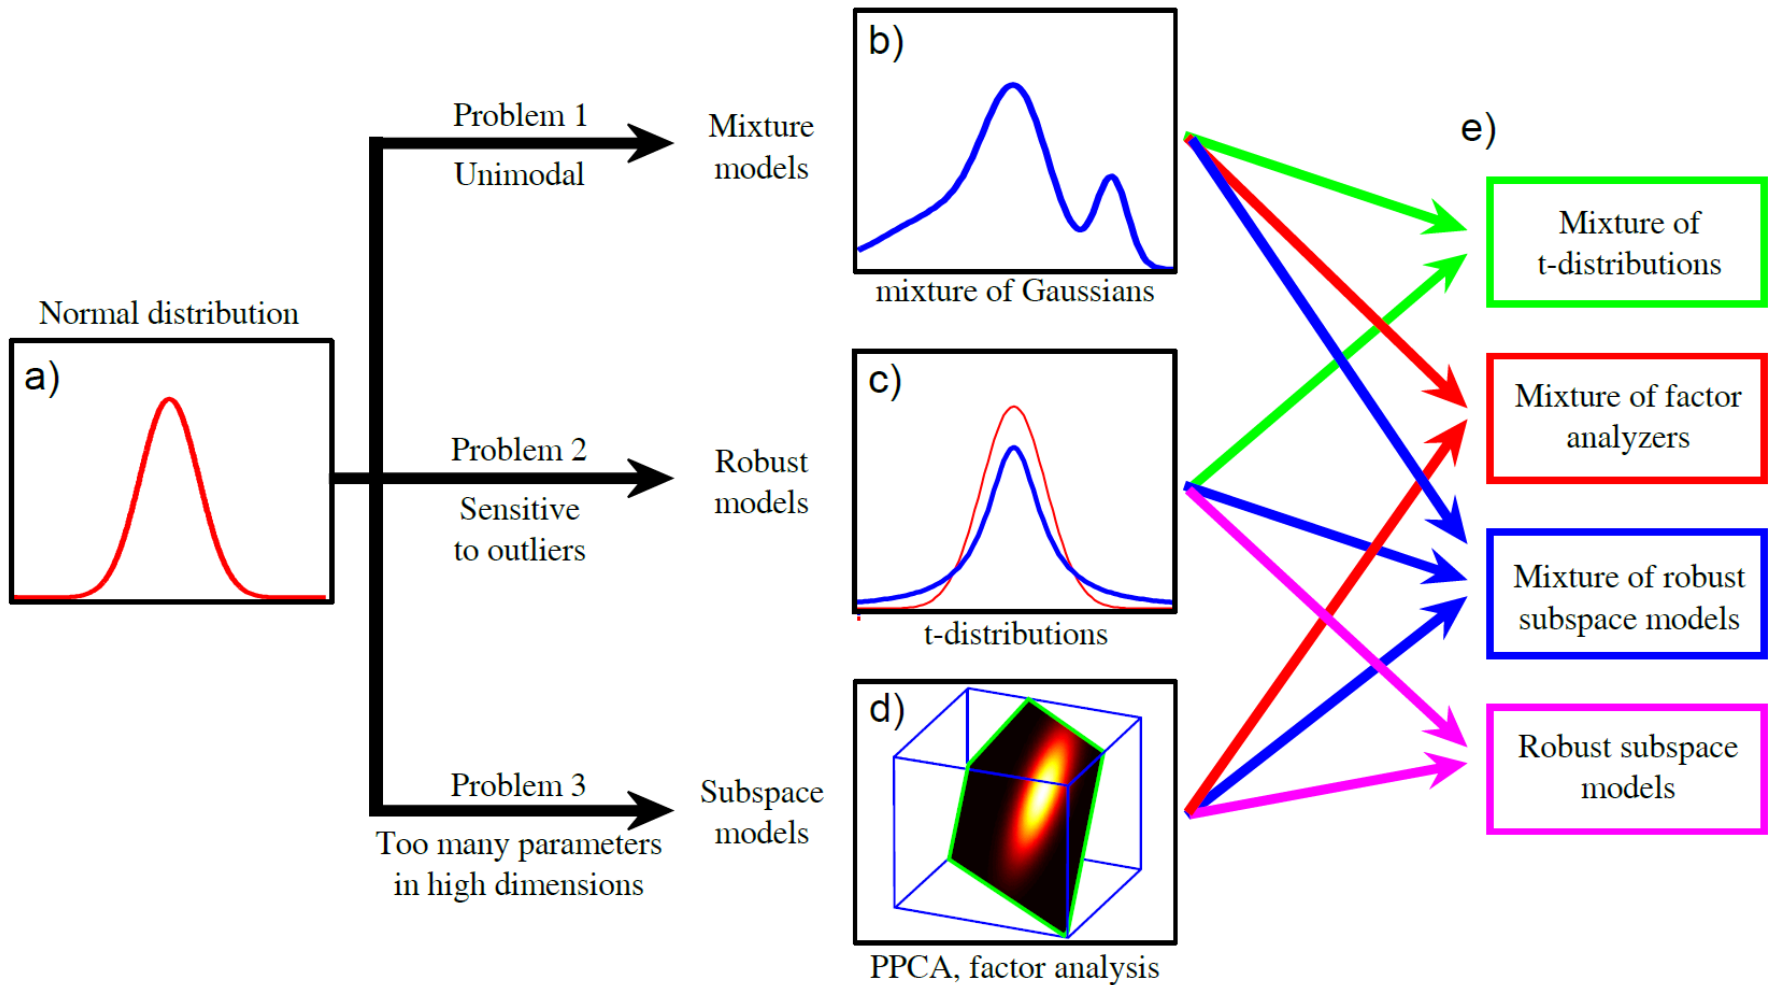 Normal distribution
a)
Problem 1
Unimodal
Mixture
models
b)
mixture of Gaussians
Problem 2
Sensitive
to outliers
Robust
models
c)
t-distributions
Problem 3
Too many parameters
in high dimensions
Subspace
models
d)
PPCA, factor analysis
e)
Mixture of
t-distributions
Mixture of factor
analyzers
Mixture of robust
subspace models
Robust subspace
models